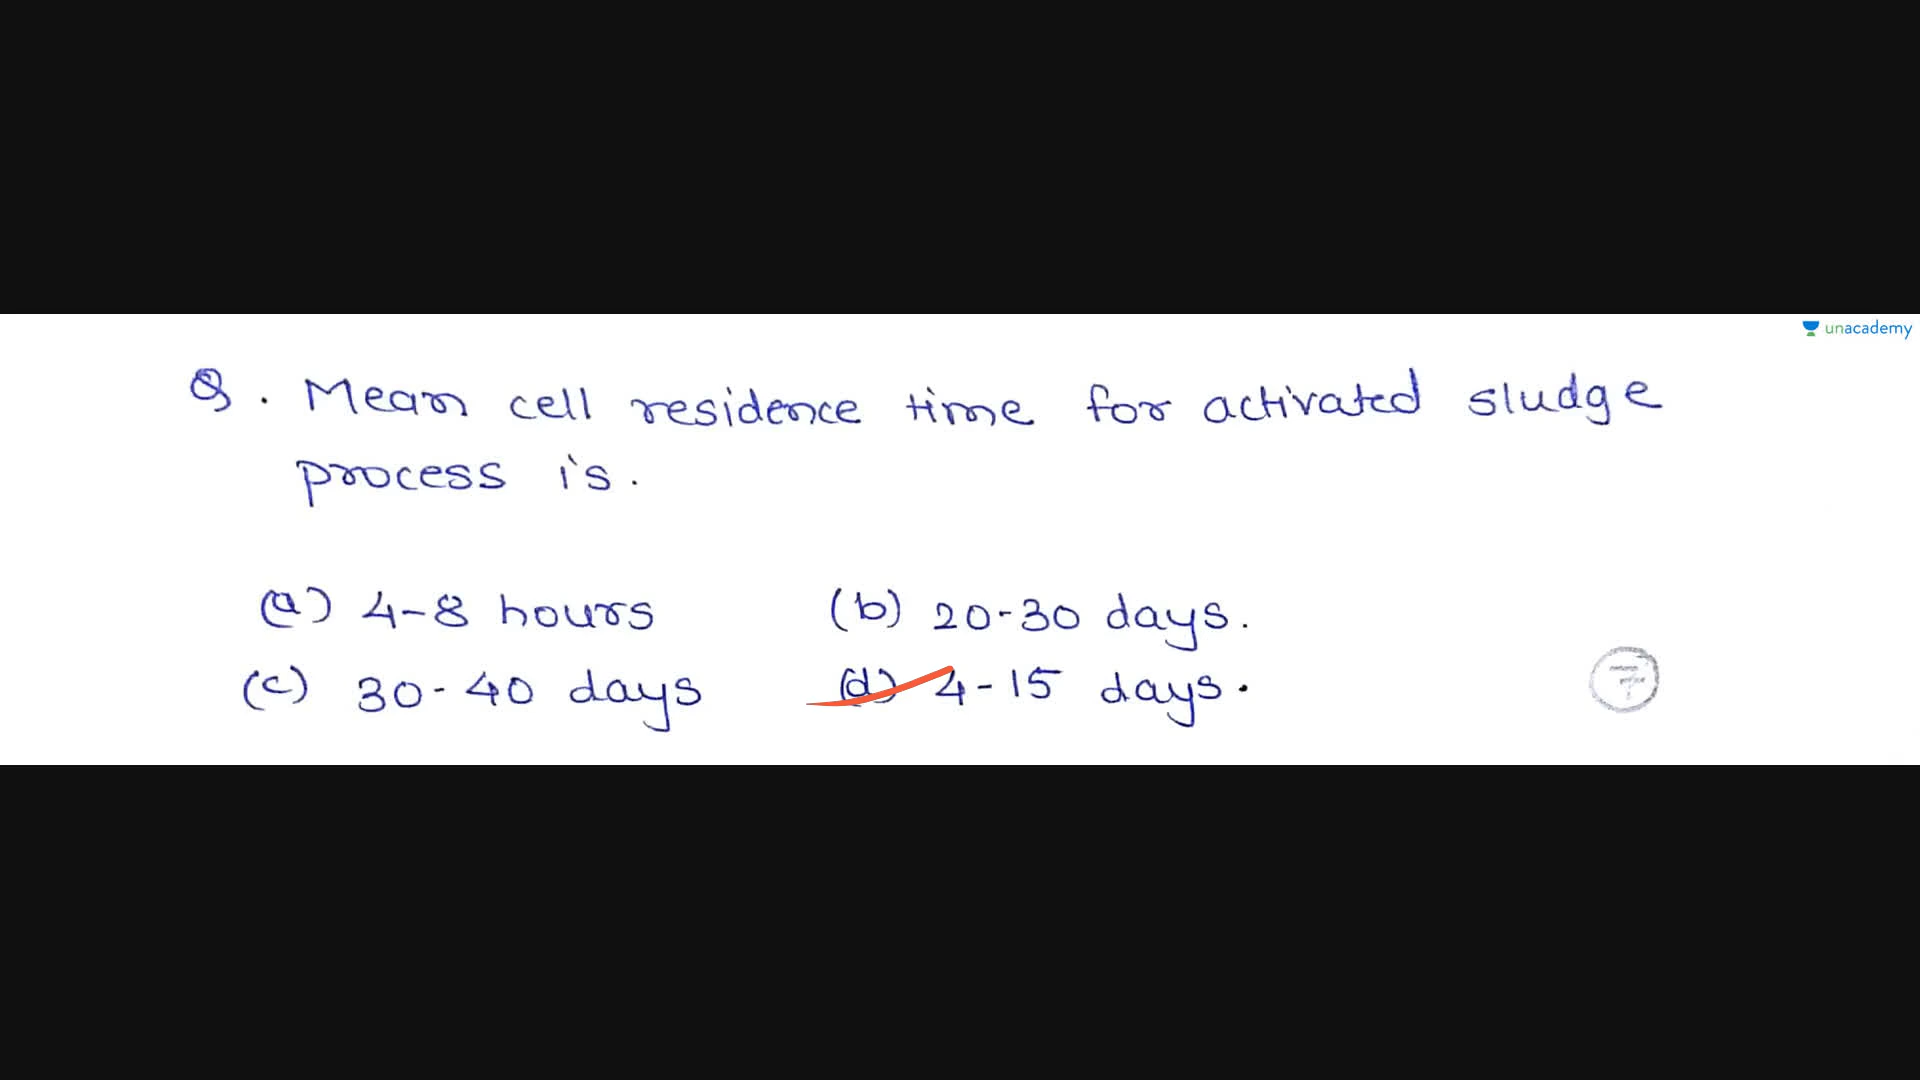 unacademy
Q. Mean cell residence time for activated sludge
process is.
(a) 4-8 hours (b) 20-30 days.
(c) 30-40 days (d) 4-15 days.
7